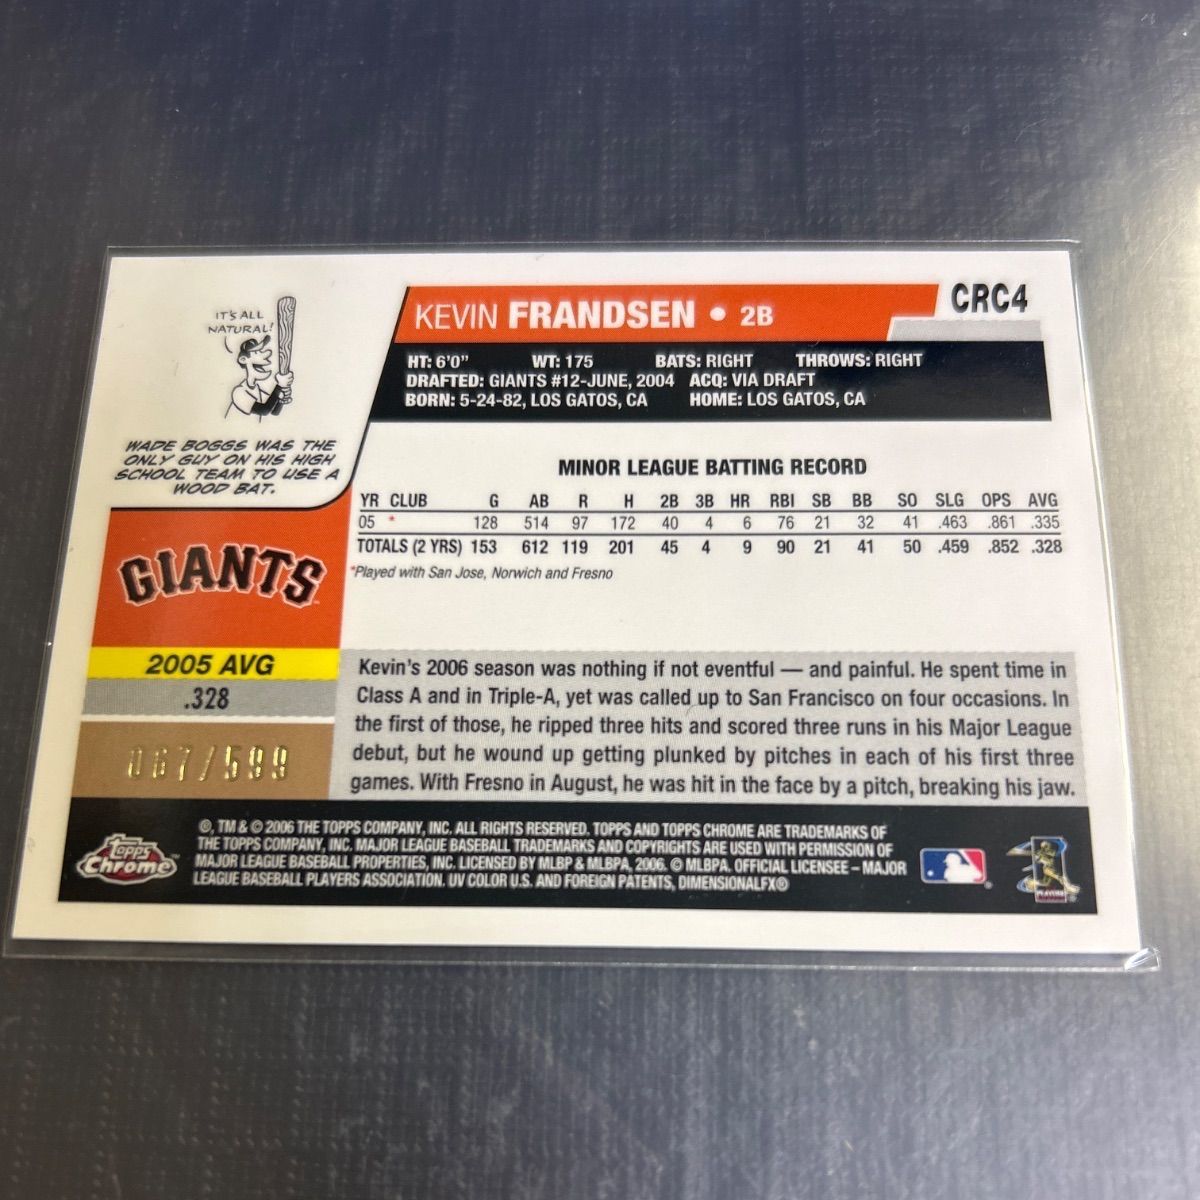 IT'S ALL
NATURAL!
WADE BOGGS WAS THE
ONLY GUY ON HIS HIGH
SCHOOL TEAM TO USE A
WOOD BAT.
KEVIN FRANDSEN • 2B
CRC4
HT: 6'0" WT: 175 BATS: RIGHT THROWS: RIGHT
DRAFTED: GIANTS #12-JUNE, 2004 ACQ: VIA DRAFT
BORN: 5-24-82, LOS GATOS, CA HOME: LOS GATOS, CA
MINOR LEAGUE BATTING RECORD
YR CLUB G AB R H 2B 3B HR RBI SB BB SO SLG OPS AVG
05 * 128 514 97 172 40 4 6 76 21 32 41 .463 .861 .335
TOTALS (2 YRS) 153 612 119 201 45 4 9 90 21 41 50 .459 .852 .328
*Played with San Jose, Norwich and Fresno
GIANTS
2005 AVG
.328
067/599
Kevin's 2006 season was nothing if not eventful — and painful. He spent time in
Class A and in Triple-A, yet was called up to San Francisco on four occasions. In
the first of those, he ripped three hits and scored three runs in his Major League
debut, but he wound up getting plunked by pitches in each of his first three
games. With Fresno in August, he was hit in the face by a pitch, breaking his jaw.
Topps
Chrome™
®, TM & © 2006 THE TOPPS COMPANY, INC. ALL RIGHTS RESERVED. TOPPS AND TOPPS CHROME ARE TRADEMARKS OF
THE TOPPS COMPANY, INC. MAJOR LEAGUE BASEBALL TRADEMARKS AND COPYRIGHTS ARE USED WITH PERMISSION OF
MAJOR LEAGUE BASEBALL PROPERTIES, INC. LICENSED BY MLBP & MLBPA, 2006. © MLBPA. OFFICIAL LICENSEE – MAJOR
LEAGUE BASEBALL PLAYERS ASSOCIATION. UV COLOR U.S. AND FOREIGN PATENTS, DIMENSIONALFX®